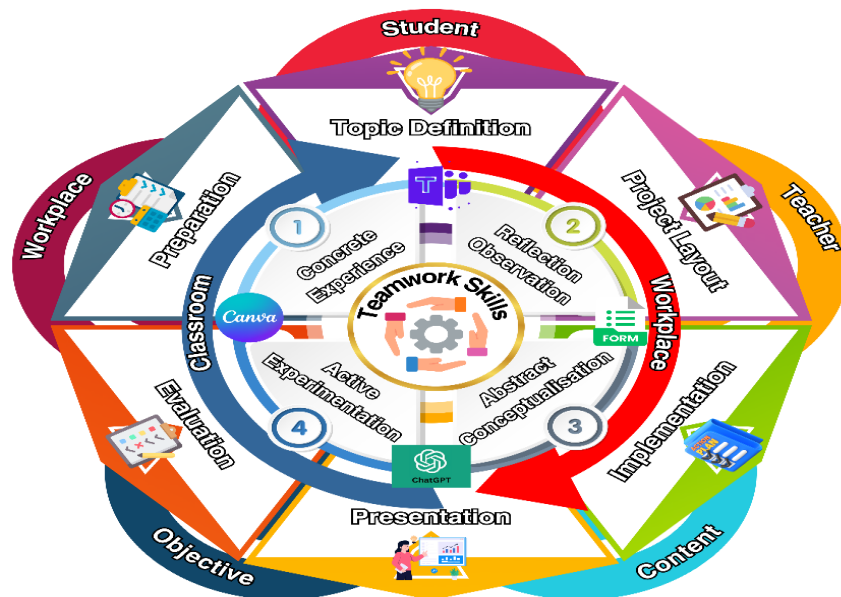 Student
Topic Definition
Workplace
Preparation
Project Layout
Teacher
T
1
Concrete
Experience
2
Reflection
Observation
Classroom
Canva
Teamwork Skills
FORM
Workplace
Active
Experimentation
4
Abstract
Conceptualisation
3
Evaluation
Implementation
PLAN
ChatGPT
Presentation
Objective
Content